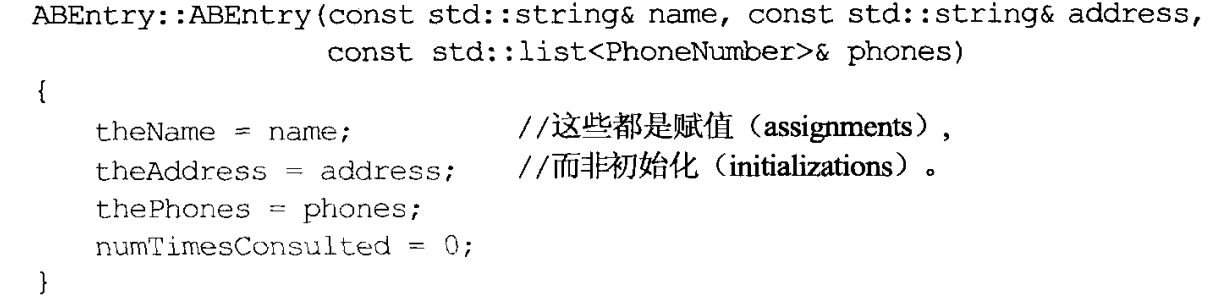 ABEntry::ABEntry(const std::string& name, const std::string& address,
const std::list<PhoneNumber>& phones)
{
theName = name; //这些都是赋值（assignments）,
theAddress = address; //而非初始化（initializations）。
thePhones = phones;
numTimesConsulted = 0;
}